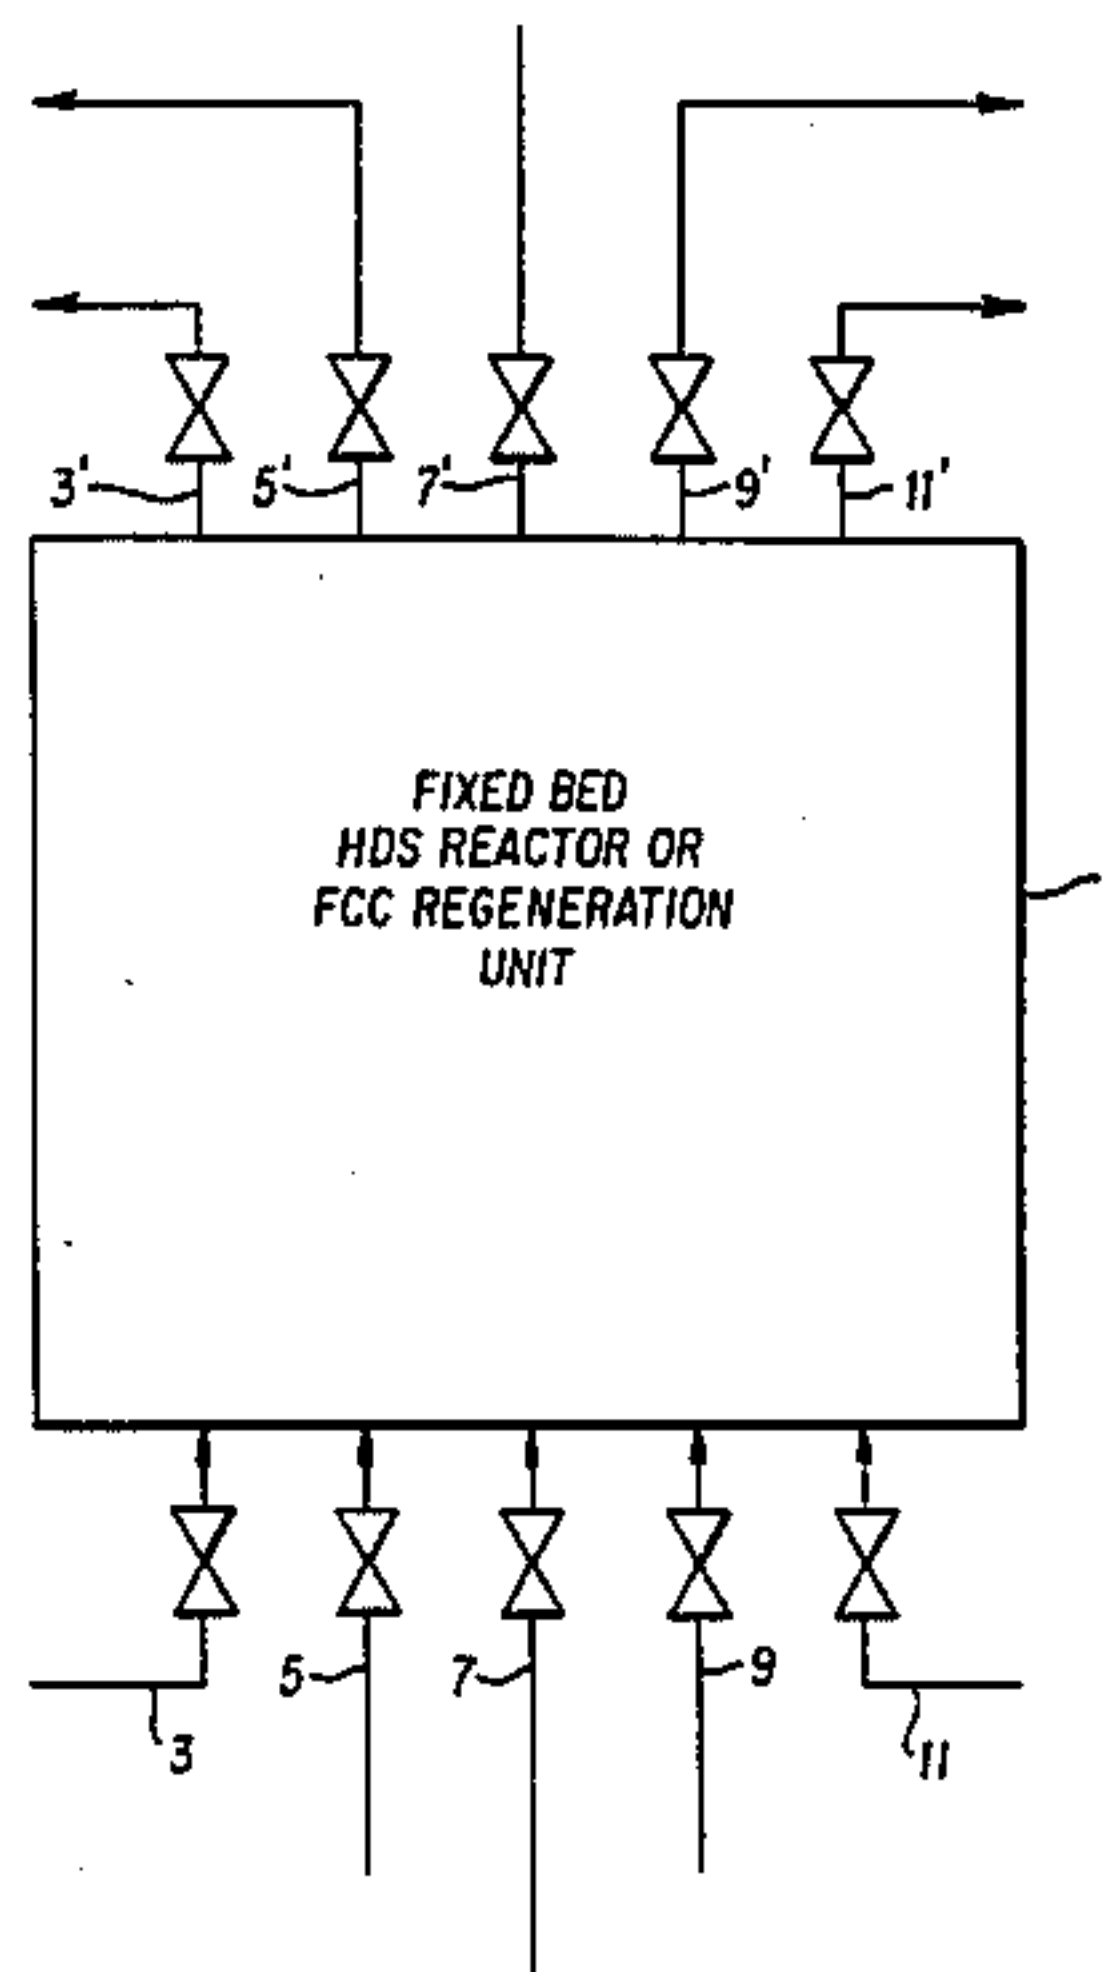 3' 5' 7' 9' 11'
FIXED BED
HDS REACTOR OR
FCC REGENERATION
UNIT
5 7 9
3 11